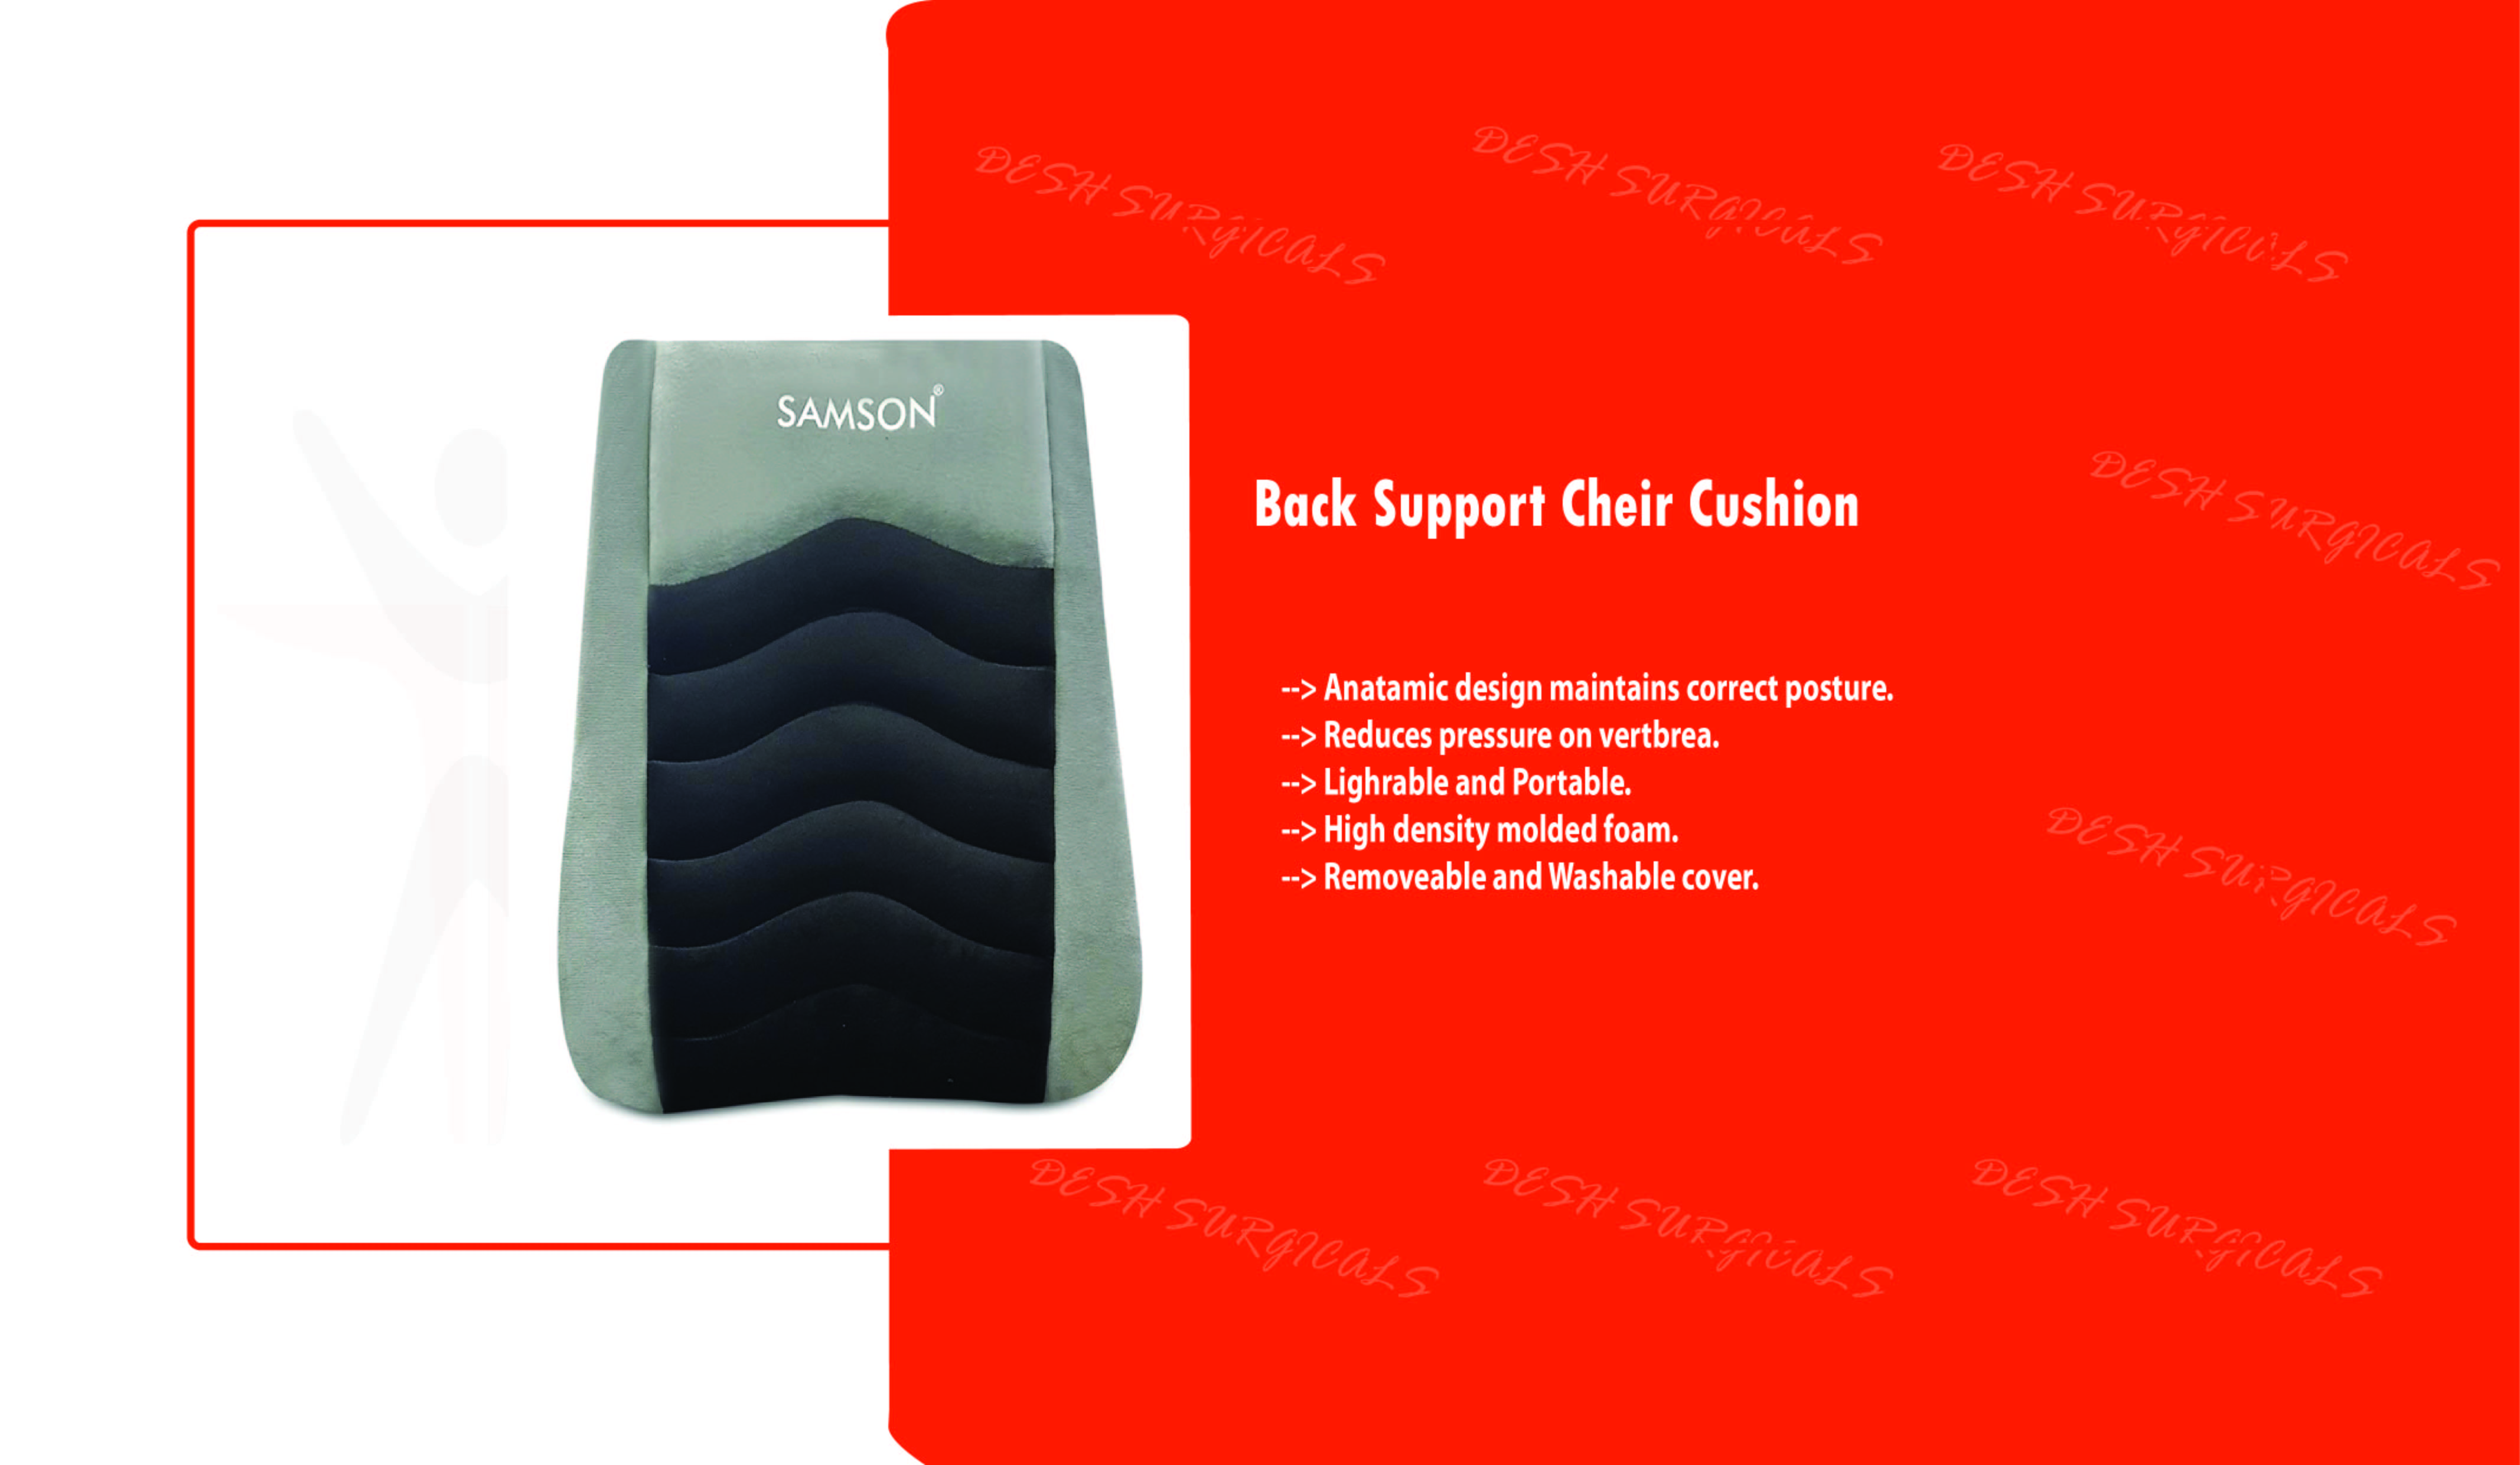 DESH SURGICALS
DESH SURGICALS
DESH SURGICALS
SAMSON®
Back Support Cheir Cushion
DESH SURGICALS
--> Anatamic design maintains correct posture.
--> Reduces pressure on vertbrea.
--> Lighrable and Portable.
--> High density molded foam.
--> Removeable and Washable cover.
DESH SURGICALS
DESH SURGICALS
DESH SURGICALS
DESH SURGICALS